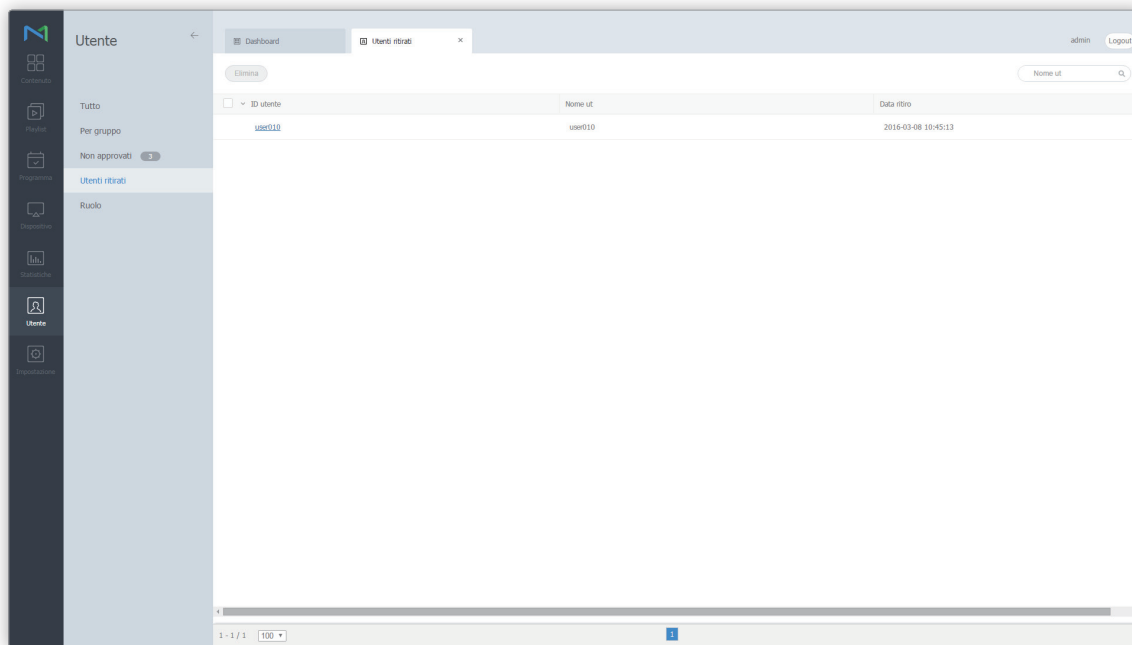 Utente
Dashboard
Utenti ritirati
admin
Logout
Contenuto
Elimina
Nome ut
Tutto
ID utente
Nome ut
Data ritiro
Playlist
Per gruppo
user010
user010
2016-03-08 10:45:13
Non approvati
3
Programma
Utenti ritirati
Ruolo
Dispositivo
Statistiche
Utente
Impostazione
1 - 1 / 1
100
1